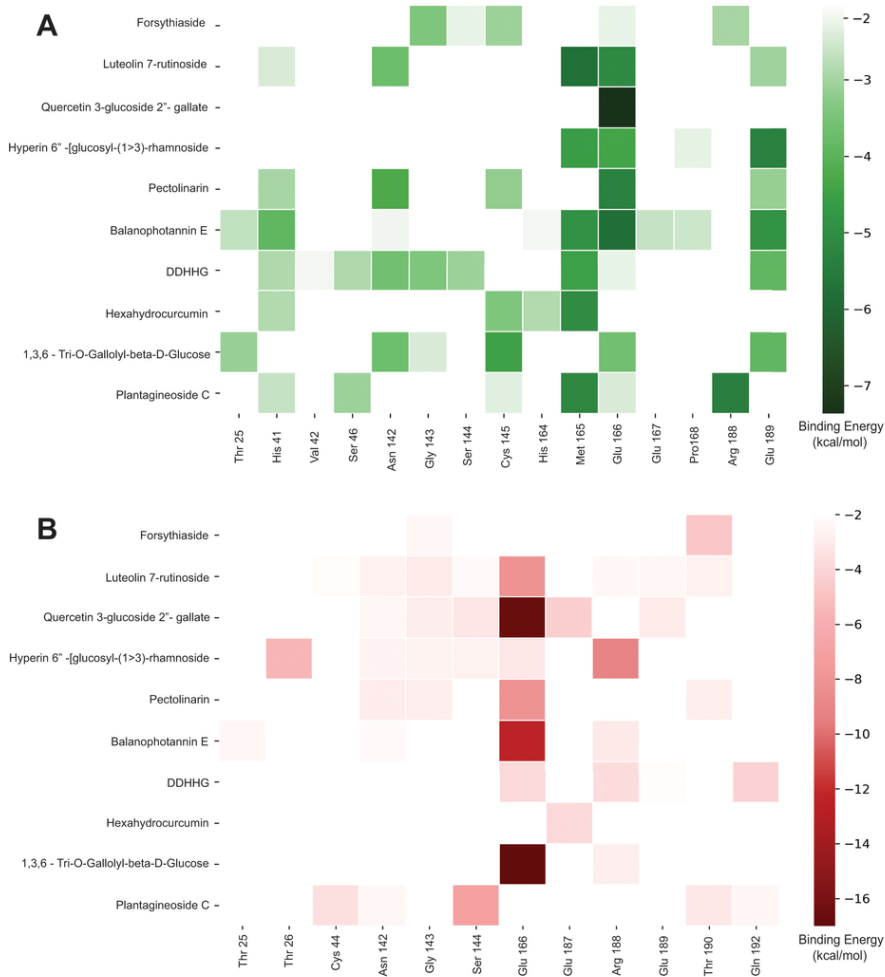 A
Forsythiaside
Luteolin 7-rutinoside
Quercetin 3-glucoside 2”- gallate
Hyperin 6” -[glucosyl-(1>3)-rhamnoside
Pectolinarin
Balanophotannin E
DDHHG
Hexahydrocurcumin
1,3,6 - Tri-O-Gallolyl-beta-D-Glucose
Plantagineoside C
Thr 25
His 41
Val 42
Ser 46
Asn 142
Gly 143
Ser 144
Cys 145
His 164
Met 165
Glu 166
Glu 167
Pro168
Arg 188
Glu 189
−2
−3
−4
−5
−6
−7
Binding Energy
(kcal/mol)
B
Forsythiaside
Luteolin 7-rutinoside
Quercetin 3-glucoside 2”- gallate
Hyperin 6” -[glucosyl-(1>3)-rhamnoside
Pectolinarin
Balanophotannin E
DDHHG
Hexahydrocurcumin
1,3,6 - Tri-O-Gallolyl-beta-D-Glucose
Plantagineoside C
Thr 25
Thr 26
Cys 44
Asn 142
Gly 143
Ser 144
Glu 166
Glu 187
Arg 188
Glu 189
Thr 190
Gln 192
−2
−4
−6
−8
−10
−12
−14
−16
Binding Energy
(kcal/mol)